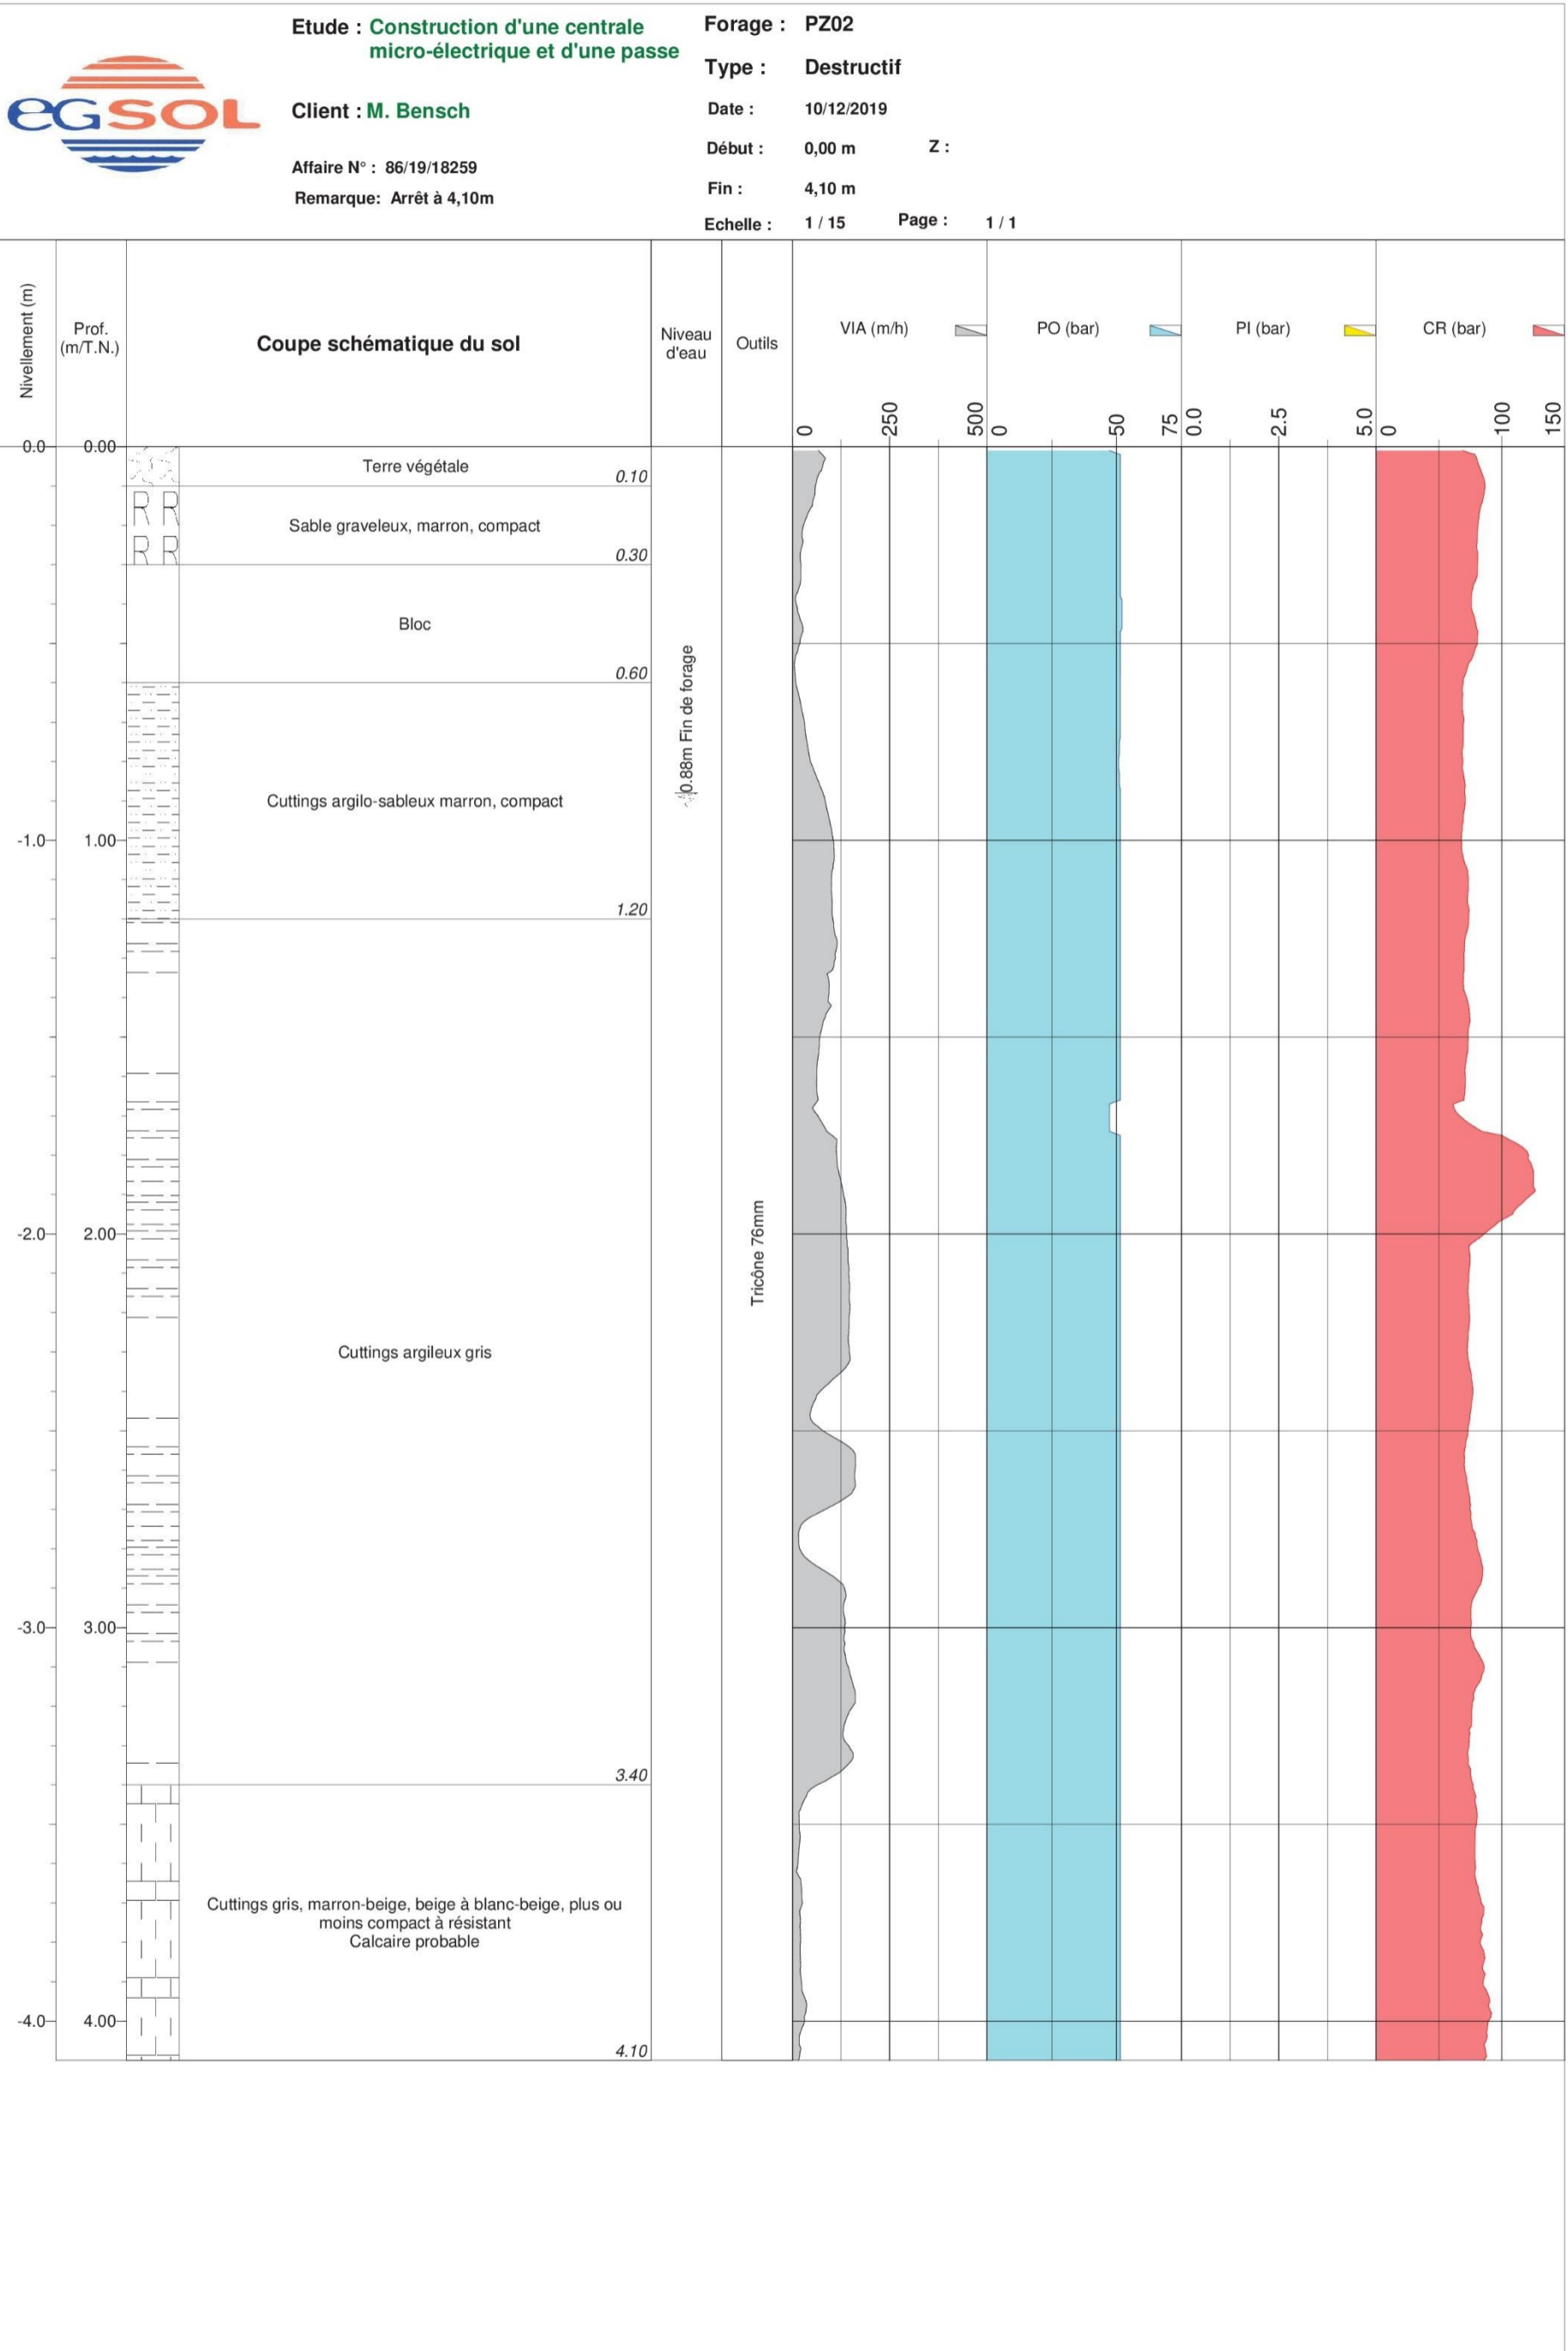 eGSOL
Etude : Construction d'une centrale
micro-électrique et d'une passe
Client : M. Bensch
Affaire N° : 86/19/18259
Remarque: Arrêt à 4,10m
Forage : PZ02
Type : Destructif
Date : 10/12/2019
Début : 0,00 m Z :
Fin : 4,10 m
Echelle : 1 / 15 Page : 1 / 1
Nivellement (m)
Prof.
(m/T.N.)
Coupe schématique du sol
Niveau
d'eau
Outils
VIA (m/h)
PO (bar)
PI (bar)
CR (bar)
0 250 500
0 50 75
0.0 2.5 5.0
0 100 150
0.0 0.00
Terre végétale
0.10
R R
Sable graveleux, marron, compact
R R
0.30
Bloc
0.60
0.88m Fin de forage
Cuttings argilo-sableux marron, compact
-1.0 1.00
1.20
-2.0 2.00
Tricône 76mm
Cuttings argileux gris
-3.0 3.00
3.40
Cuttings gris, marron-beige, beige à blanc-beige, plus ou
moins compact à résistant
Calcaire probable
-4.0 4.00
4.10